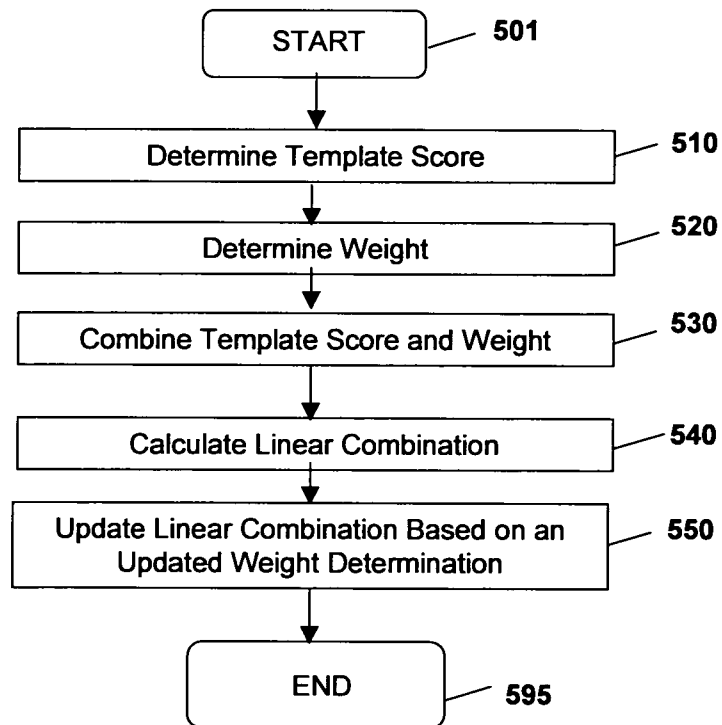 START
501
Determine Template Score
510
Determine Weight
520
Combine Template Score and Weight
530
Calculate Linear Combination
540
Update Linear Combination Based on an
Updated Weight Determination
550
END
595